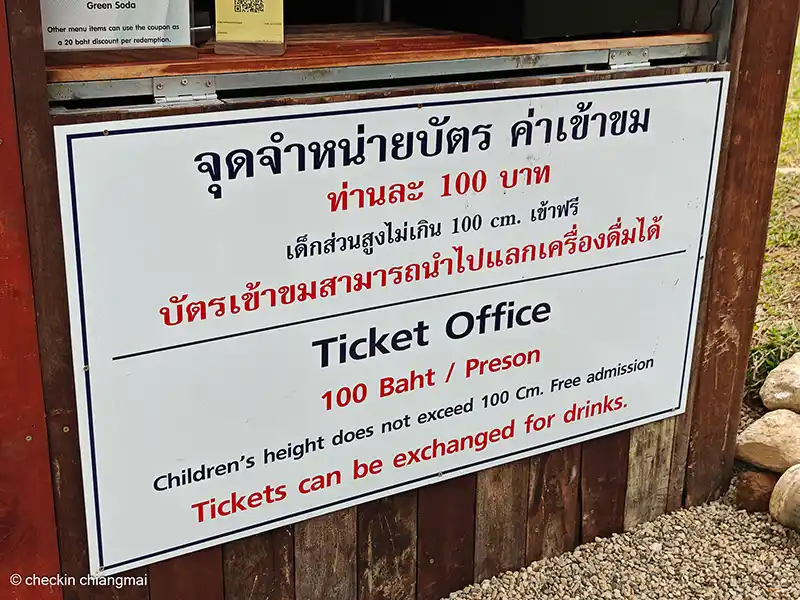 Green Soda
Other menu items can use the coupon as
a 20 baht discount per redemption.
จุดจำหน่ายบัตร ค่าเข้าชม
ท่านละ 100 บาท
เด็กส่วนสูงไม่เกิน 100 cm. เข้าฟรี
บัตรเข้าชมสามารถนำไปแลกเครื่องดื่มได้
Ticket Office
100 Baht / Preson
Children's height does not exceed 100 Cm. Free admission
Tickets can be exchanged for drinks.
© checkin chiangmai